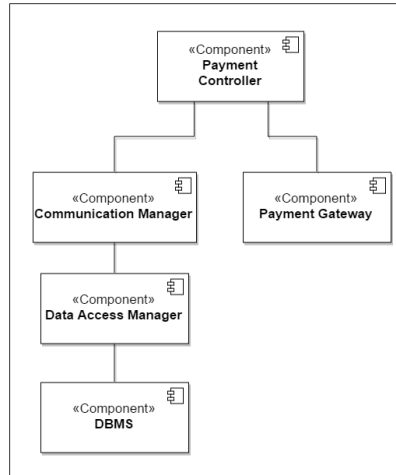 «Component»
Payment
Controller
«Component»
Communication Manager
«Component»
Payment Gateway
«Component»
Data Access Manager
«Component»
DBMS